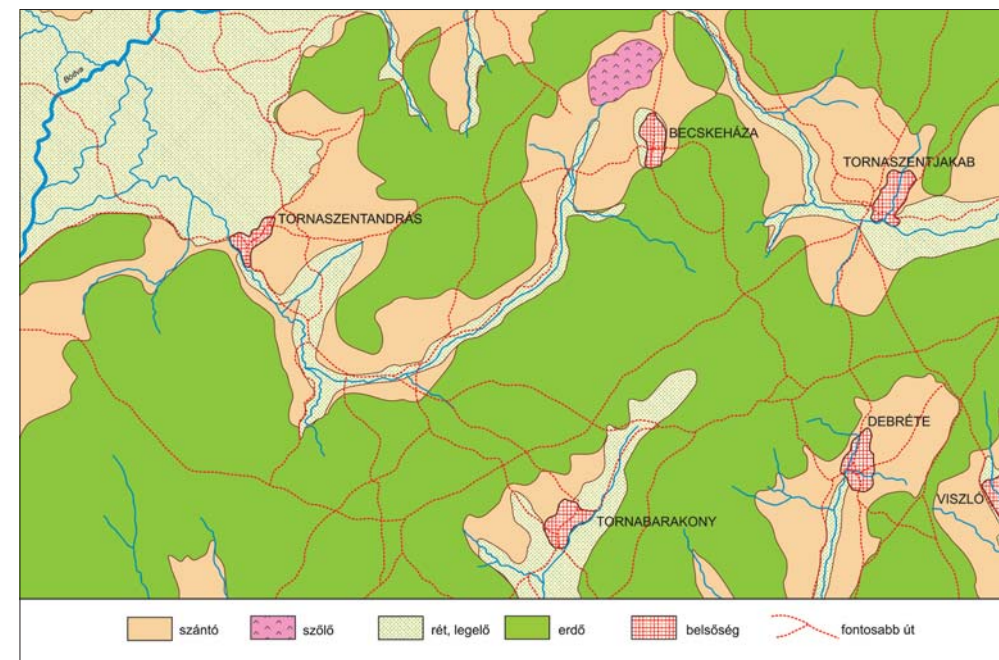 Bódva
BECSKEHÁZA
TORNASZENTJAKAB
TORNASZENTANDRÁS
DEBRÉTE
VISZLÓ
TORNABARAKONY
szántó szőlő rét, legelő erdő belsőség fontosabb út